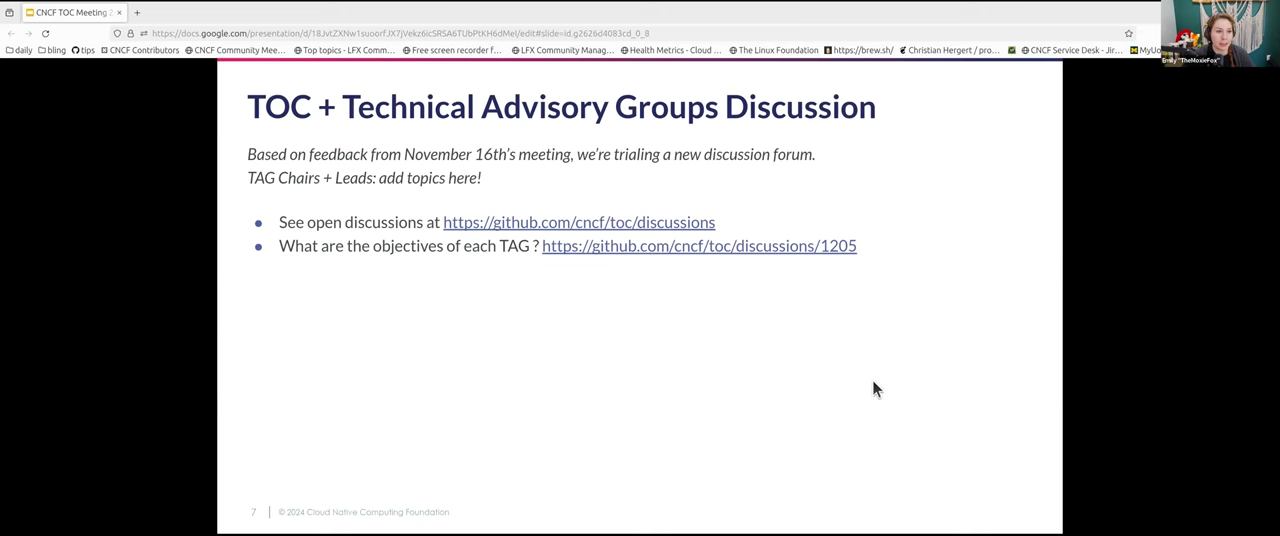 CNCF TOC Meeting
https://docs.google.com/presentation/d/18JvtZXNw1suoorfJX7jVekz6icSRSA6TUbPtKH6dMeI/edit#slide=id.g2626d4083cd_0_8
daily bling tips CNCF Contributors CNCF Community Mee… Top topics - LFX Comm… Free screen recorder f… LFX Community Manag… Health Metrics - Cloud … The Linux Foundation https://brew.sh/ Christian Hergert / pro… CNCF Service Desk - Jir…
Emily "TheMoxieFox"
TOC + Technical Advisory Groups Discussion
Based on feedback from November 16th's meeting, we're trialing a new discussion forum.
TAG Chairs + Leads: add topics here!
● See open discussions at https://github.com/cncf/toc/discussions
● What are the objectives of each TAG ? https://github.com/cncf/toc/discussions/1205
7 | © 2024 Cloud Native Computing Foundation